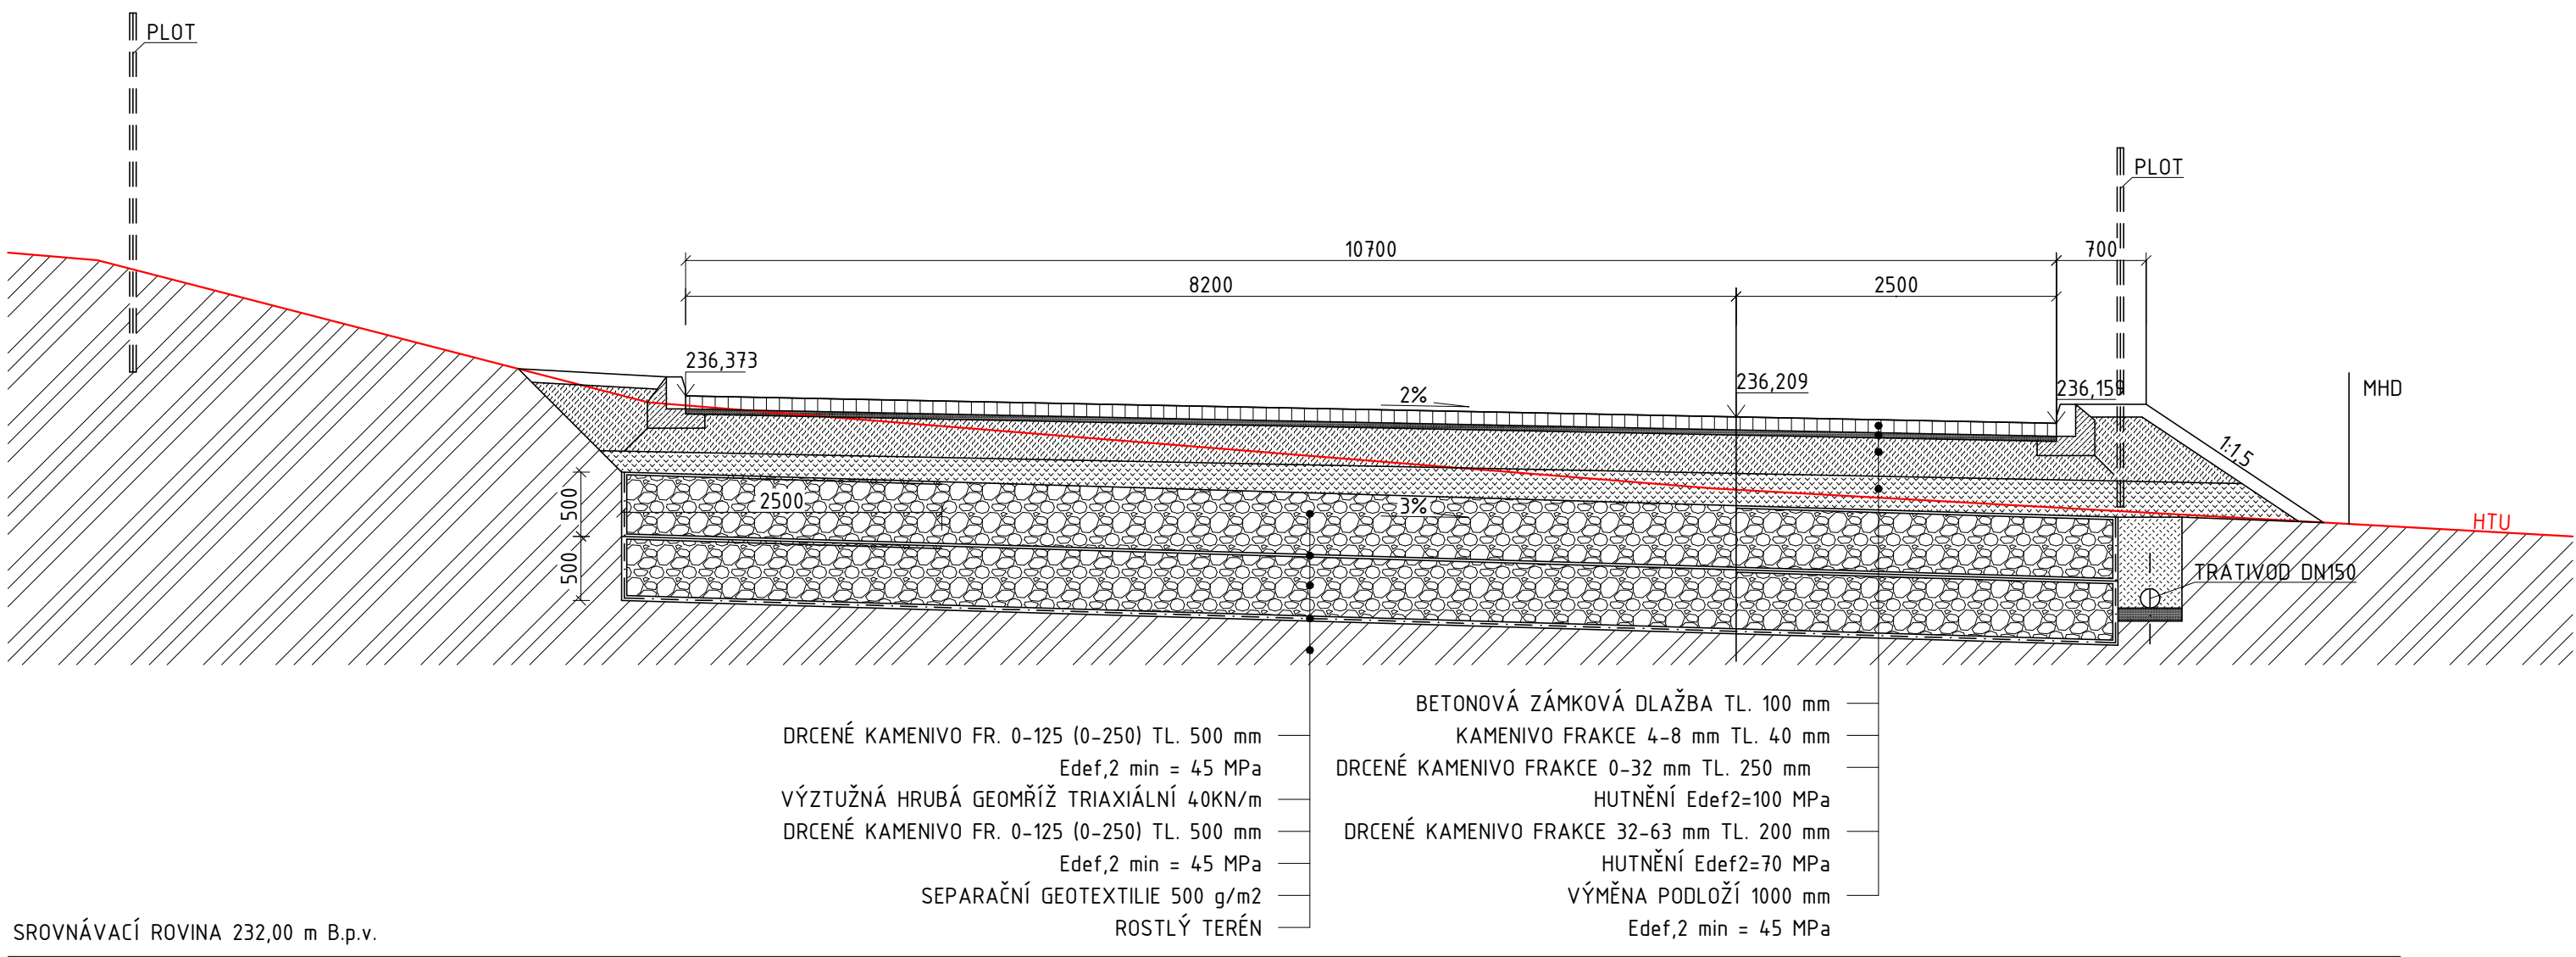 PLOT
PLOT
10700
700
8200
2500
236,373
236,209
236,159
2%
MHD
1:1,5
500
2500
3%
HTU
500
TRATIVOD DN150
DRCENÉ KAMENIVO FR. 0-125 (0-250) TL. 500 mm
Edef,2 min = 45 MPa
VÝZTUŽNÁ HRUBÁ GEOMŘÍŽ TRIAXIÁLNÍ 40KN/m
DRCENÉ KAMENIVO FR. 0-125 (0-250) TL. 500 mm
Edef,2 min = 45 MPa
SEPARAČNÍ GEOTEXTILIE 500 g/m2
ROSTLÝ TERÉN
BETONOVÁ ZÁMKOVÁ DLAŽBA TL. 100 mm
KAMENIVO FRAKCE 4-8 mm TL. 40 mm
DRCENÉ KAMENIVO FRAKCE 0-32 mm TL. 250 mm
HUTNĚNÍ Edef2=100 MPa
DRCENÉ KAMENIVO FRAKCE 32-63 mm TL. 200 mm
HUTNĚNÍ Edef2=70 MPa
VÝMĚNA PODLOŽÍ 1000 mm
Edef,2 min = 45 MPa
SROVNÁVACÍ ROVINA 232,00 m B.p.v.